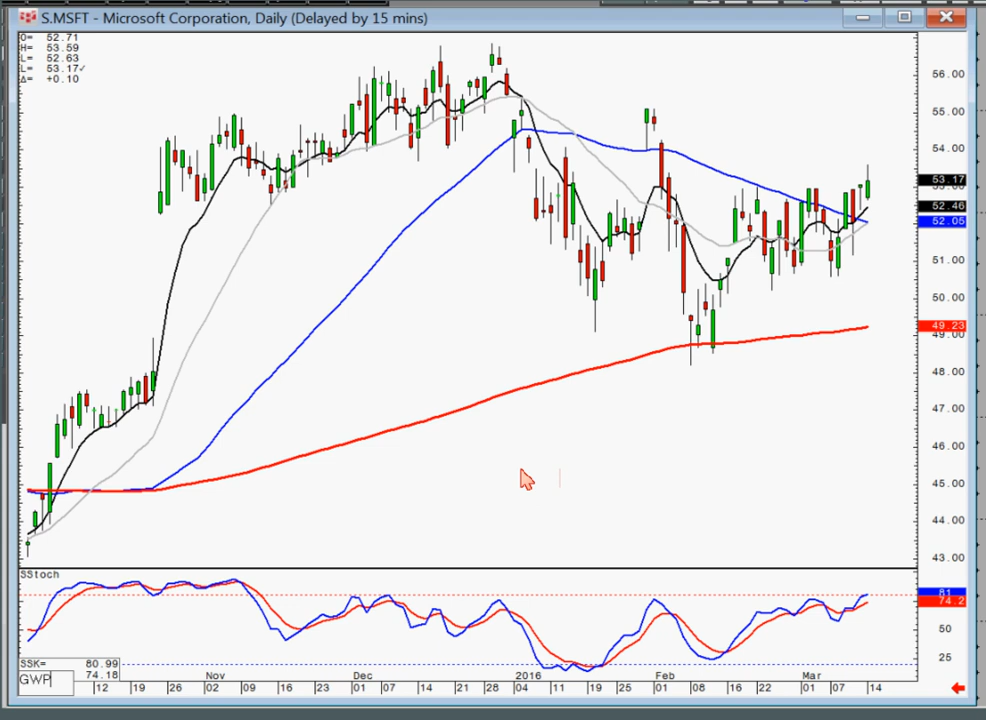 S.MSFT - Microsoft Corporation, Daily (Delayed by 15 mins)
O= 52.71
H= 53.59
L= 52.63
L= 53.17✓
Δ= +0.10
56.00
55.00
54.00
53.17
52.46
52.05
51.00
50.00
49.23
49.00
48.00
47.00
46.00
45.00
44.00
43.00
SStoch
81
74.2
50
25
SSK= 80.99
74.18
GWP
Nov Dec 2016 Feb Mar
12 19 26 02 09 16 23 01 07 14 21 28 04 11 19 25 01 08 16 22 01 07 14